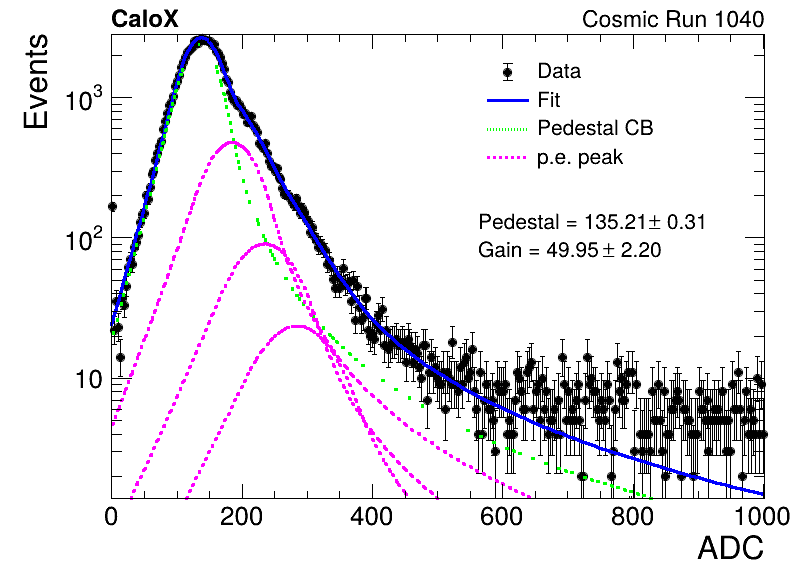 CaloX Cosmic Run 1040
Events
10³
10²
10
Data
Fit
Pedestal CB
p.e. peak
Pedestal = 135.21± 0.31
Gain = 49.95 ± 2.20
0 200 400 600 800 1000
ADC